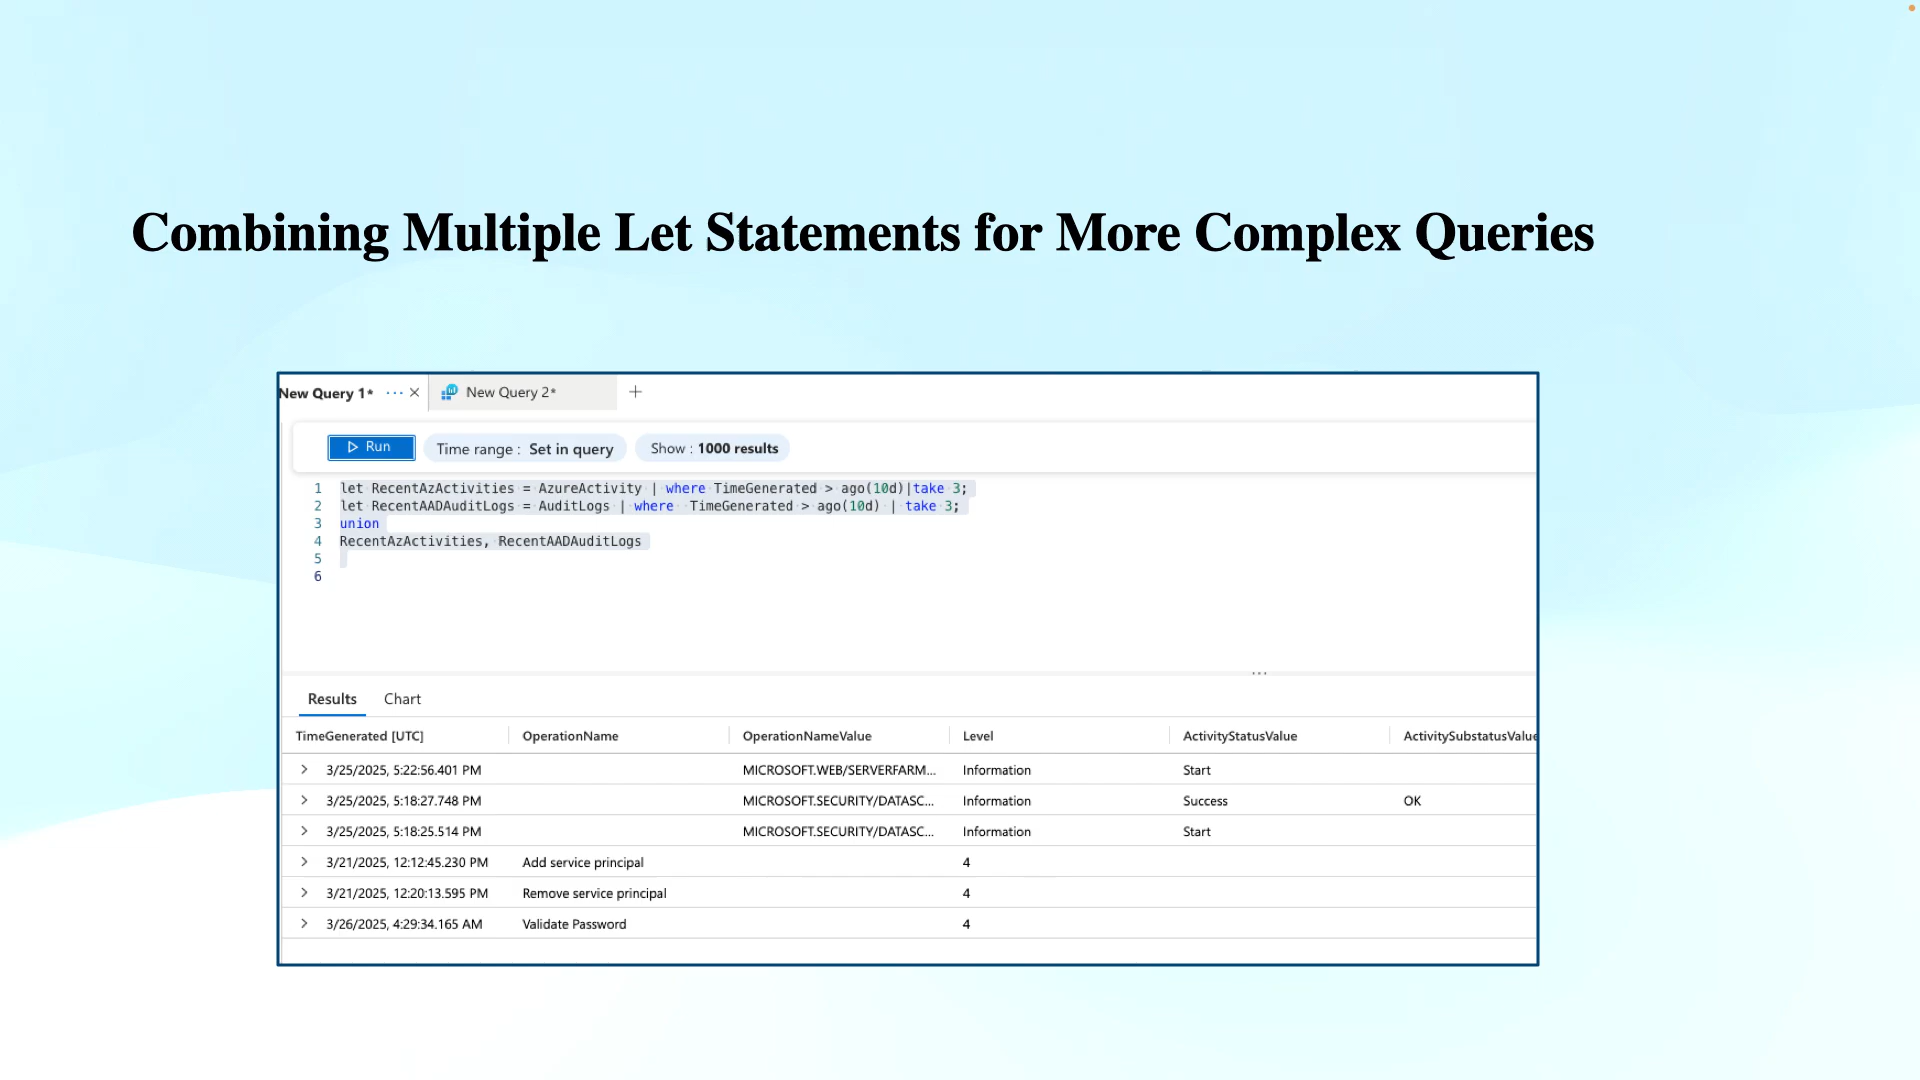 Combining Multiple Let Statements for More Complex Queries
New Query 1* ··· × New Query 2* +
Run Time range : Set in query Show : 1000 results
1 let RecentAzActivities = AzureActivity | where TimeGenerated > ago(10d)|take 3;
2 let RecentAADAuditLogs = AuditLogs | where  TimeGenerated > ago(10d) | take 3;
3 union
4 RecentAzActivities, RecentAADAuditLogs
5
6
Results Chart
TimeGenerated [UTC] OperationName OperationNameValue Level ActivityStatusValue ActivitySubstatusValue
3/25/2025, 5:22:56.401 PM MICROSOFT.WEB/SERVERFARM... Information Start
3/25/2025, 5:18:27.748 PM MICROSOFT.SECURITY/DATASC... Information Success OK
3/25/2025, 5:18:25.514 PM MICROSOFT.SECURITY/DATASC... Information Start
3/21/2025, 12:12:45.230 PM Add service principal 4
3/21/2025, 12:20:13.595 PM Remove service principal 4
3/26/2025, 4:29:34.165 AM Validate Password 4